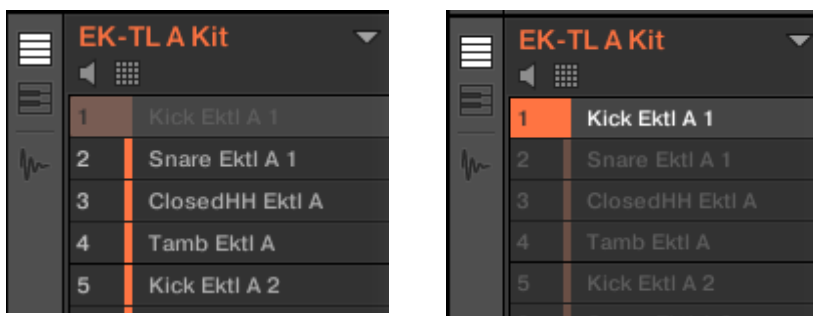 EK-TL A Kit
1 Kick Ektl A 1
2 Snare Ektl A 1
3 ClosedHH Ektl A
4 Tamb Ektl A
5 Kick Ektl A 2
EK-TL A Kit
1 Kick Ektl A 1
2 Snare Ektl A 1
3 ClosedHH Ektl A
4 Tamb Ektl A
5 Kick Ektl A 2